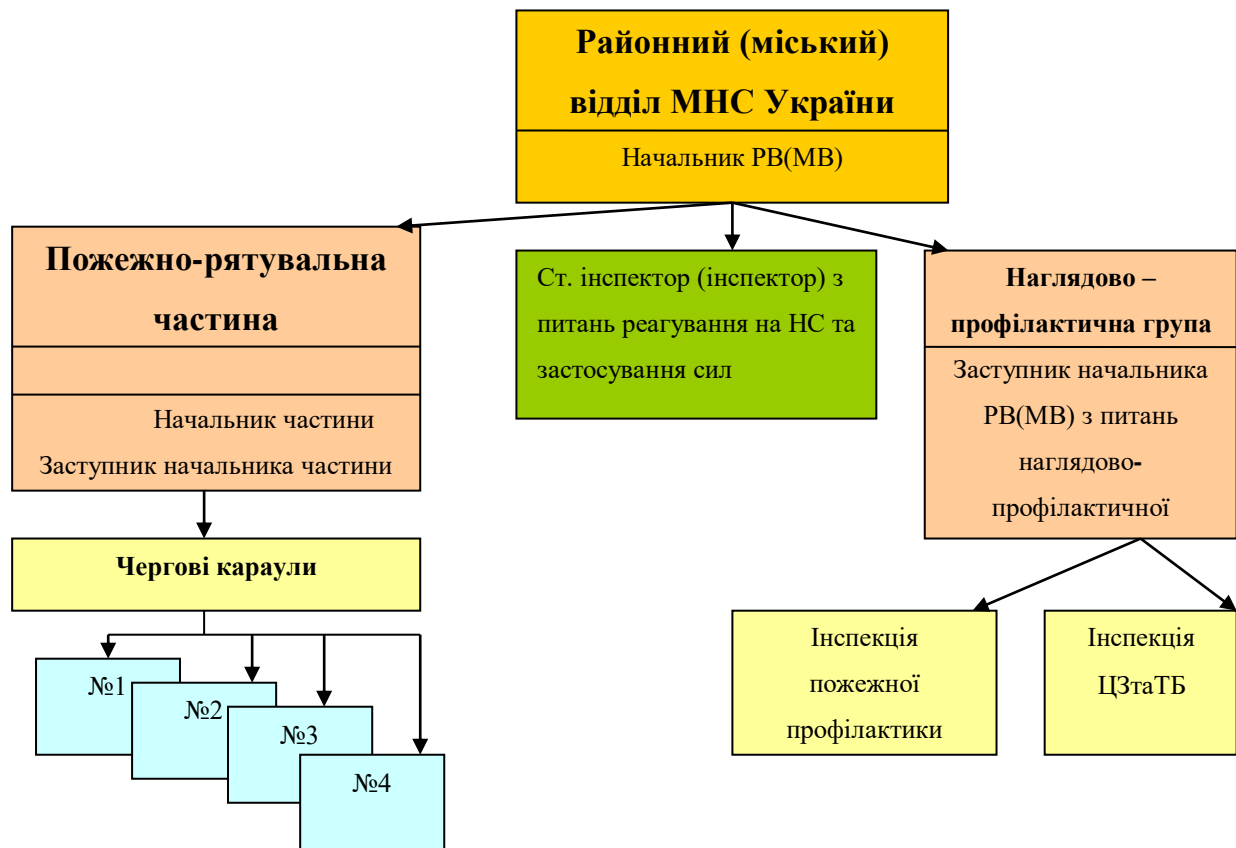 Районний (міський)
відділ МНС України
Начальник РВ(МВ)
Пожежно-рятувальна
частина
Начальник частини
Заступник начальника частини
Ст. інспектор (інспектор) з
питань реагування на НС та
застосування сил
Наглядово –
профілактична група
Заступник начальника
РВ(МВ) з питань
наглядово-
профілактичної
Чергові караули
№1
№2
№3
№4
Інспекція
пожежної
профілактики
Інспекція
ЦЗтаТБ